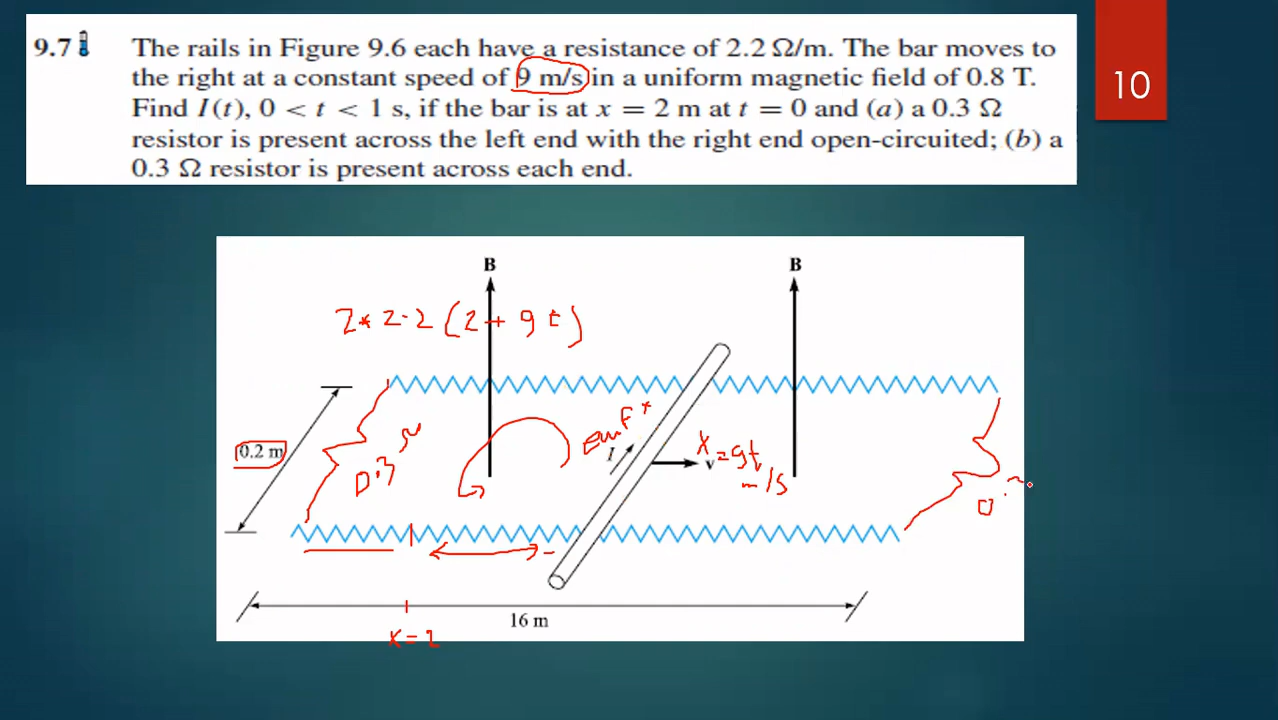 10
9.7 The rails in Figure 9.6 each have a resistance of 2.2 Ω/m. The bar moves to
the right at a constant speed of 9 m/s in a uniform magnetic field of 0.8 T.
Find I(t), 0 < t < 1 s, if the bar is at x = 2 m at t = 0 and (a) a 0.3 Ω
resistor is present across the left end with the right end open-circuited; (b) a
0.3 Ω resistor is present across each end.
B B
2*2.2 (2+9t)
0.2 m
emf +
I
0.3
x=9t
v
m/s
0.
16 m
x=2